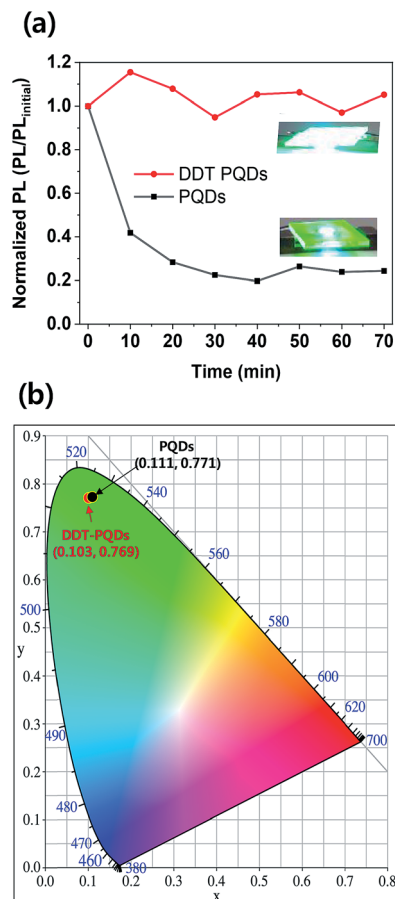 (a)
Normalized PL (PL/PLinitial)
1.2
1.0
0.8
0.6
0.4
0.2
0.0
DDT PQDs
PQDs
0 10 20 30 40 50 60 70
Time (min)
(b)
0.9
0.8
0.7
0.6
0.5
y
0.4
0.3
0.2
0.1
0.0
520
PQDs
(0.111, 0.771)
540
DDT-PQDs
(0.103, 0.769)
560
500
580
600
620
490
700
480
470
460
380
0.0 0.1 0.2 0.3 0.4 0.5 0.6 0.7 0.8
x